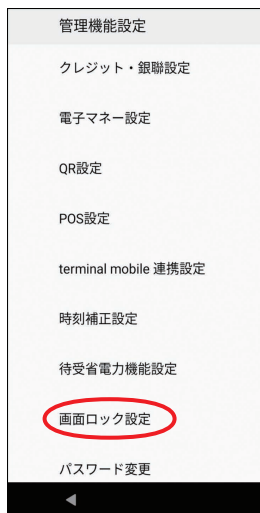 管理機能設定
クレジット・銀聯設定
電子マネー設定
QR設定
POS設定
terminal mobile 連携設定
時刻補正設定
待受省電力機能設定
画面ロック設定
パスワード変更